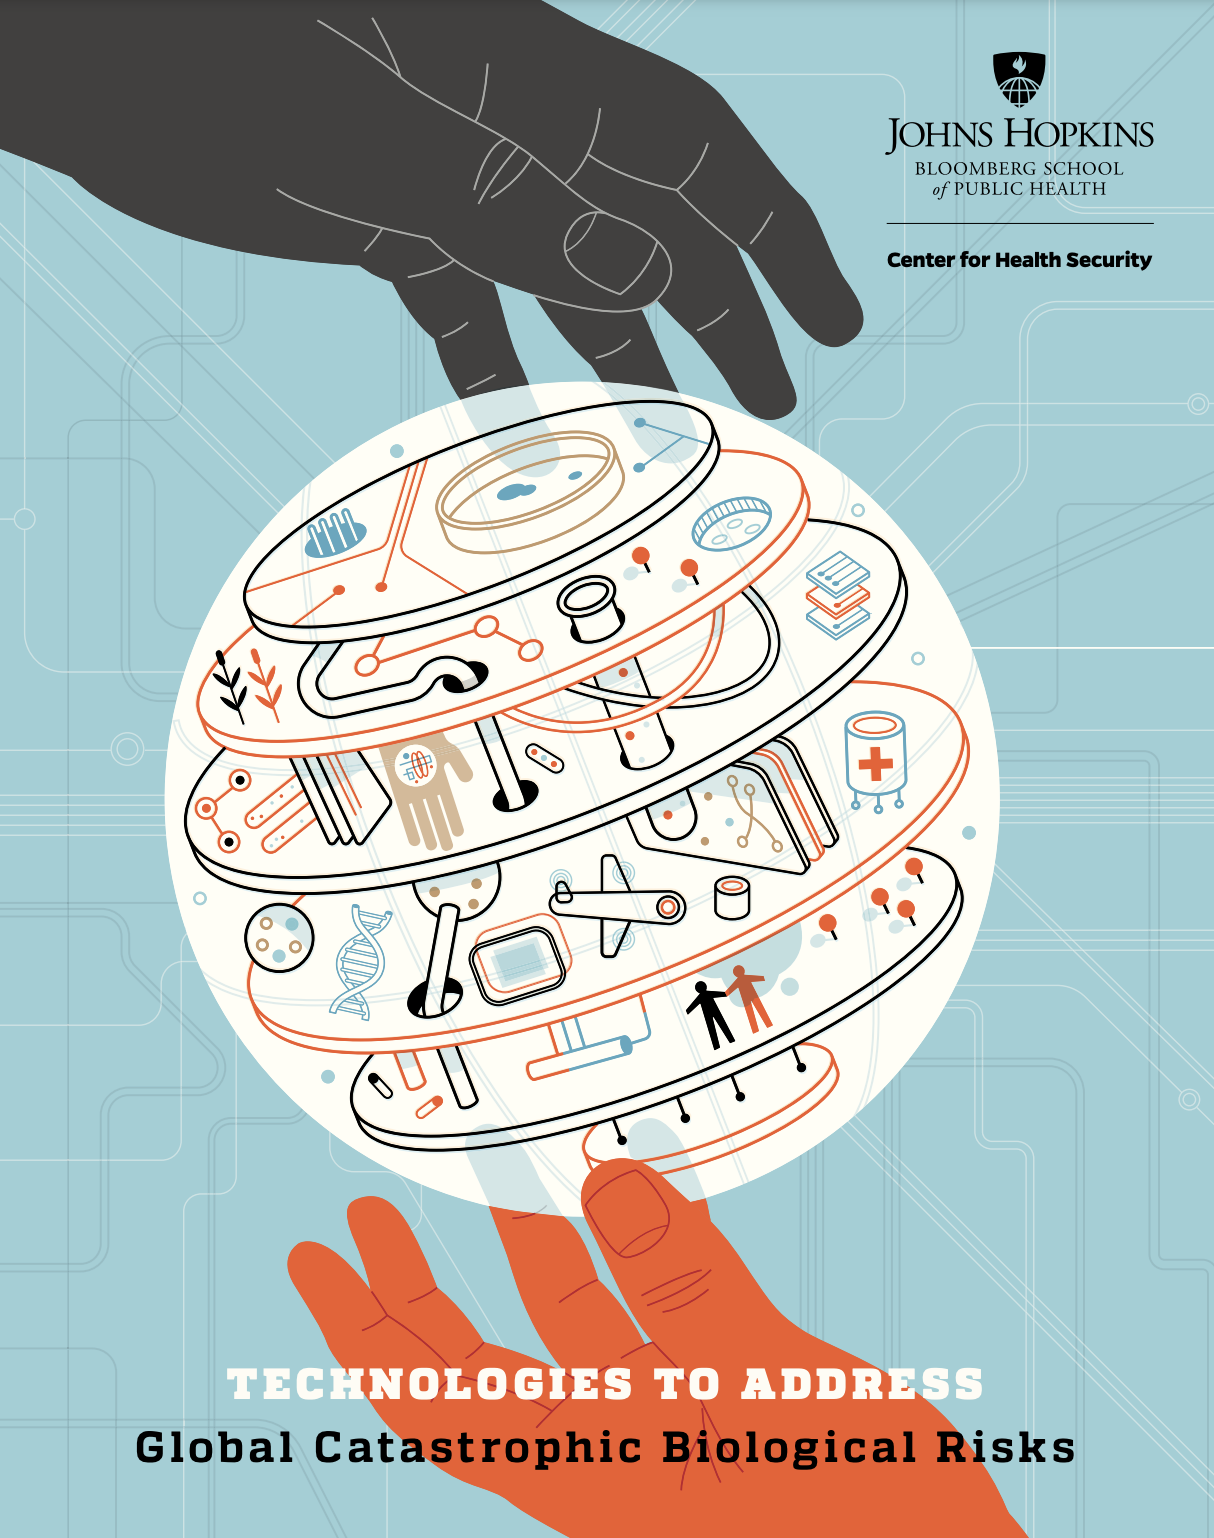 JOHNS HOPKINS
BLOOMBERG SCHOOL
of PUBLIC HEALTH
Center for Health Security
TECHNOLOGIES TO ADDRESS
Global Catastrophic Biological Risks